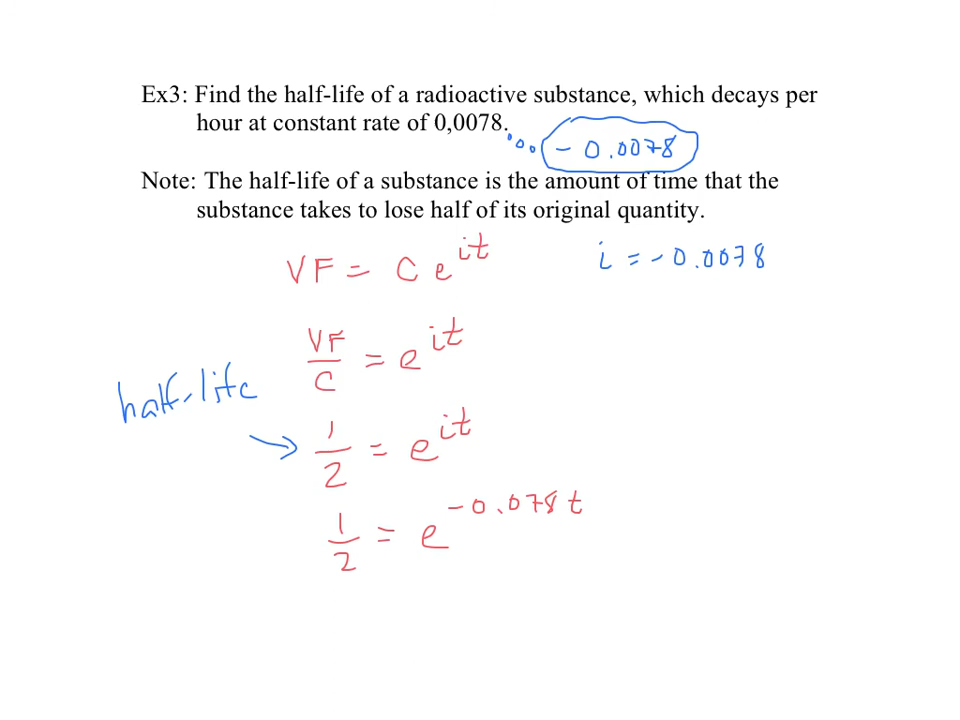 Ex3: Find the half-life of a radioactive substance, which decays per
hour at constant rate of 0,0078.
- 0.0078
Note: The half-life of a substance is the amount of time that the
substance takes to lose half of its original quantity.
VF = C e^it
i = - 0.0078
VF/C = e^it
half-life
1/2 = e^it
1/2 = e^-0.078t